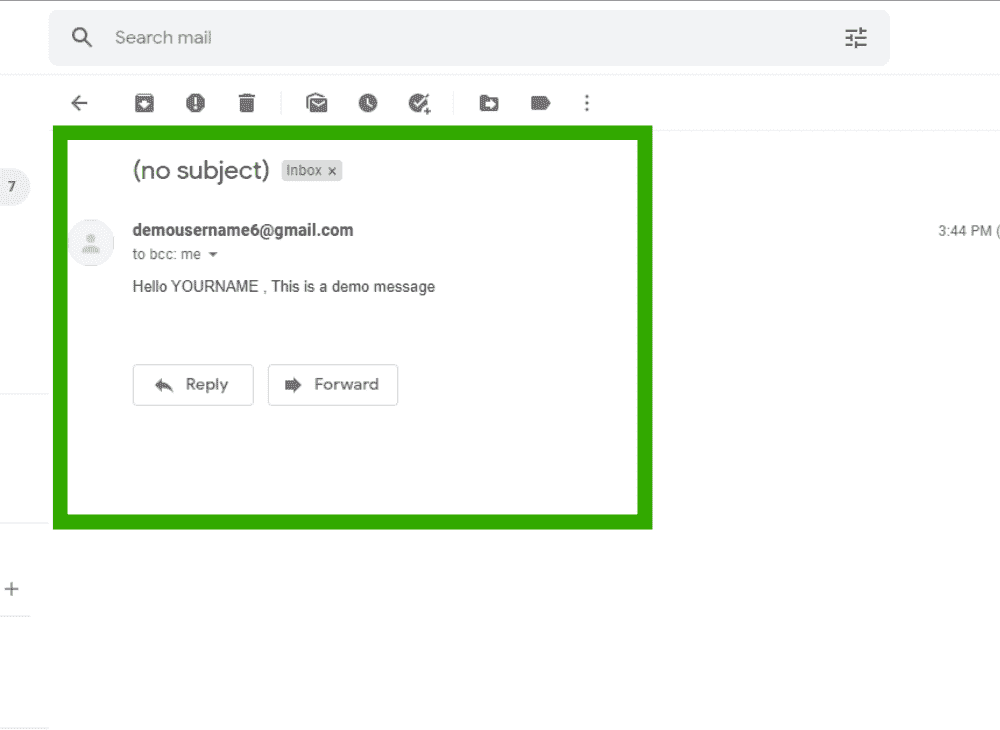 Search mail
(no subject) Inbox ×
7
demousername6@gmail.com
3:44 PM (
to bcc: me
Hello YOURNAME , This is a demo message
Reply
Forward